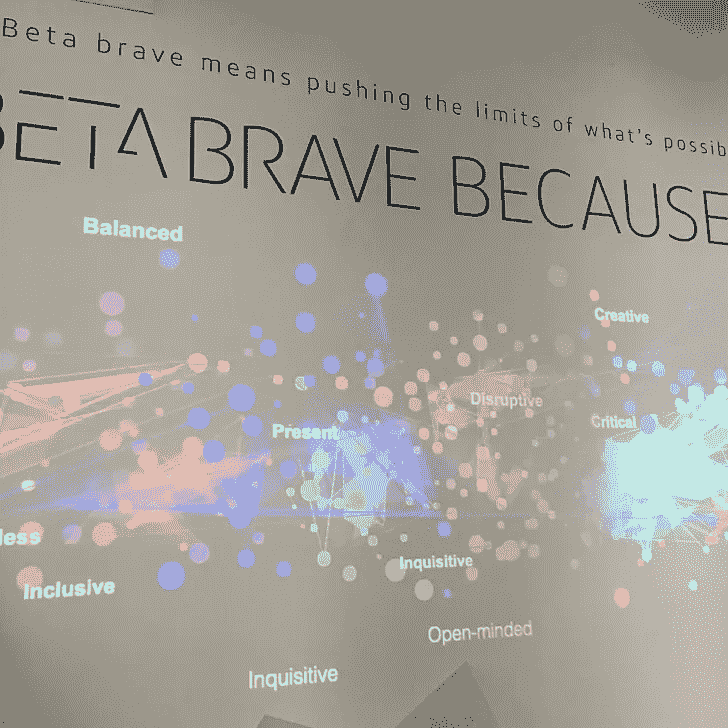 Beta brave means pushing the limits of what's possib
BETA BRAVE BECAUSE
Balanced
Creative
Disruptive
Critical
Present
less
Inquisitive
Inclusive
Open-minded
Inquisitive